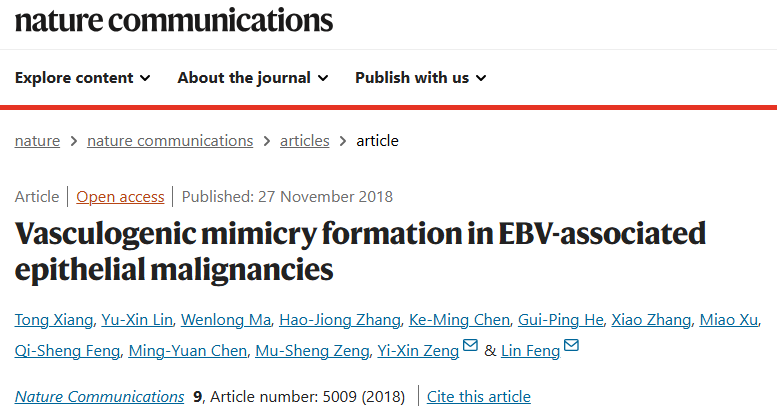 nature communications
Explore content About the journal Publish with us
nature > nature communications > articles > article
Article | Open access | Published: 27 November 2018
Vasculogenic mimicry formation in EBV-associated
epithelial malignancies
Tong Xiang, Yu-Xin Lin, Wenlong Ma, Hao-Jiong Zhang, Ke-Ming Chen, Gui-Ping He, Xiao Zhang, Miao Xu,
Qi-Sheng Feng, Ming-Yuan Chen, Mu-Sheng Zeng, Yi-Xin Zeng & Lin Feng
Nature Communications 9, Article number: 5009 (2018) | Cite this article